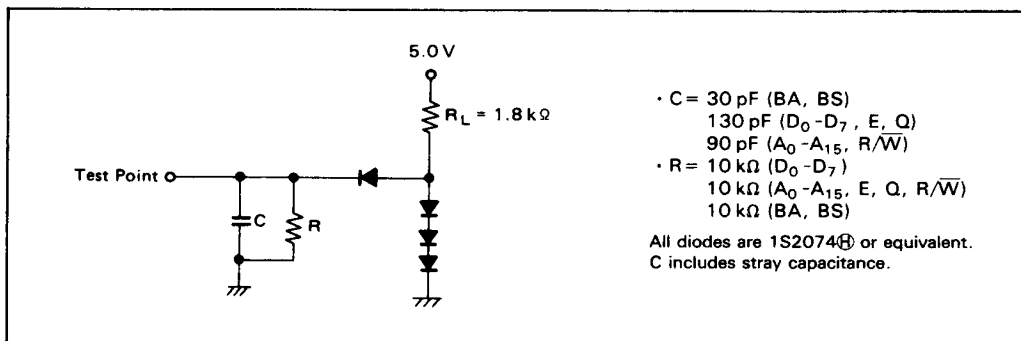 5.0 V
R_L = 1.8 kΩ
Test Point
C
R
· C = 30 pF (BA, BS)
130 pF (D₀-D₇, E, Q)
90 pF (A₀-A₁₅, R/W̅)
· R = 10 kΩ (D₀-D₇)
10 kΩ (A₀-A₁₅, E, Q, R/W̅)
10 kΩ (BA, BS)
All diodes are 1S2074Ⓗ or equivalent.
C includes stray capacitance.